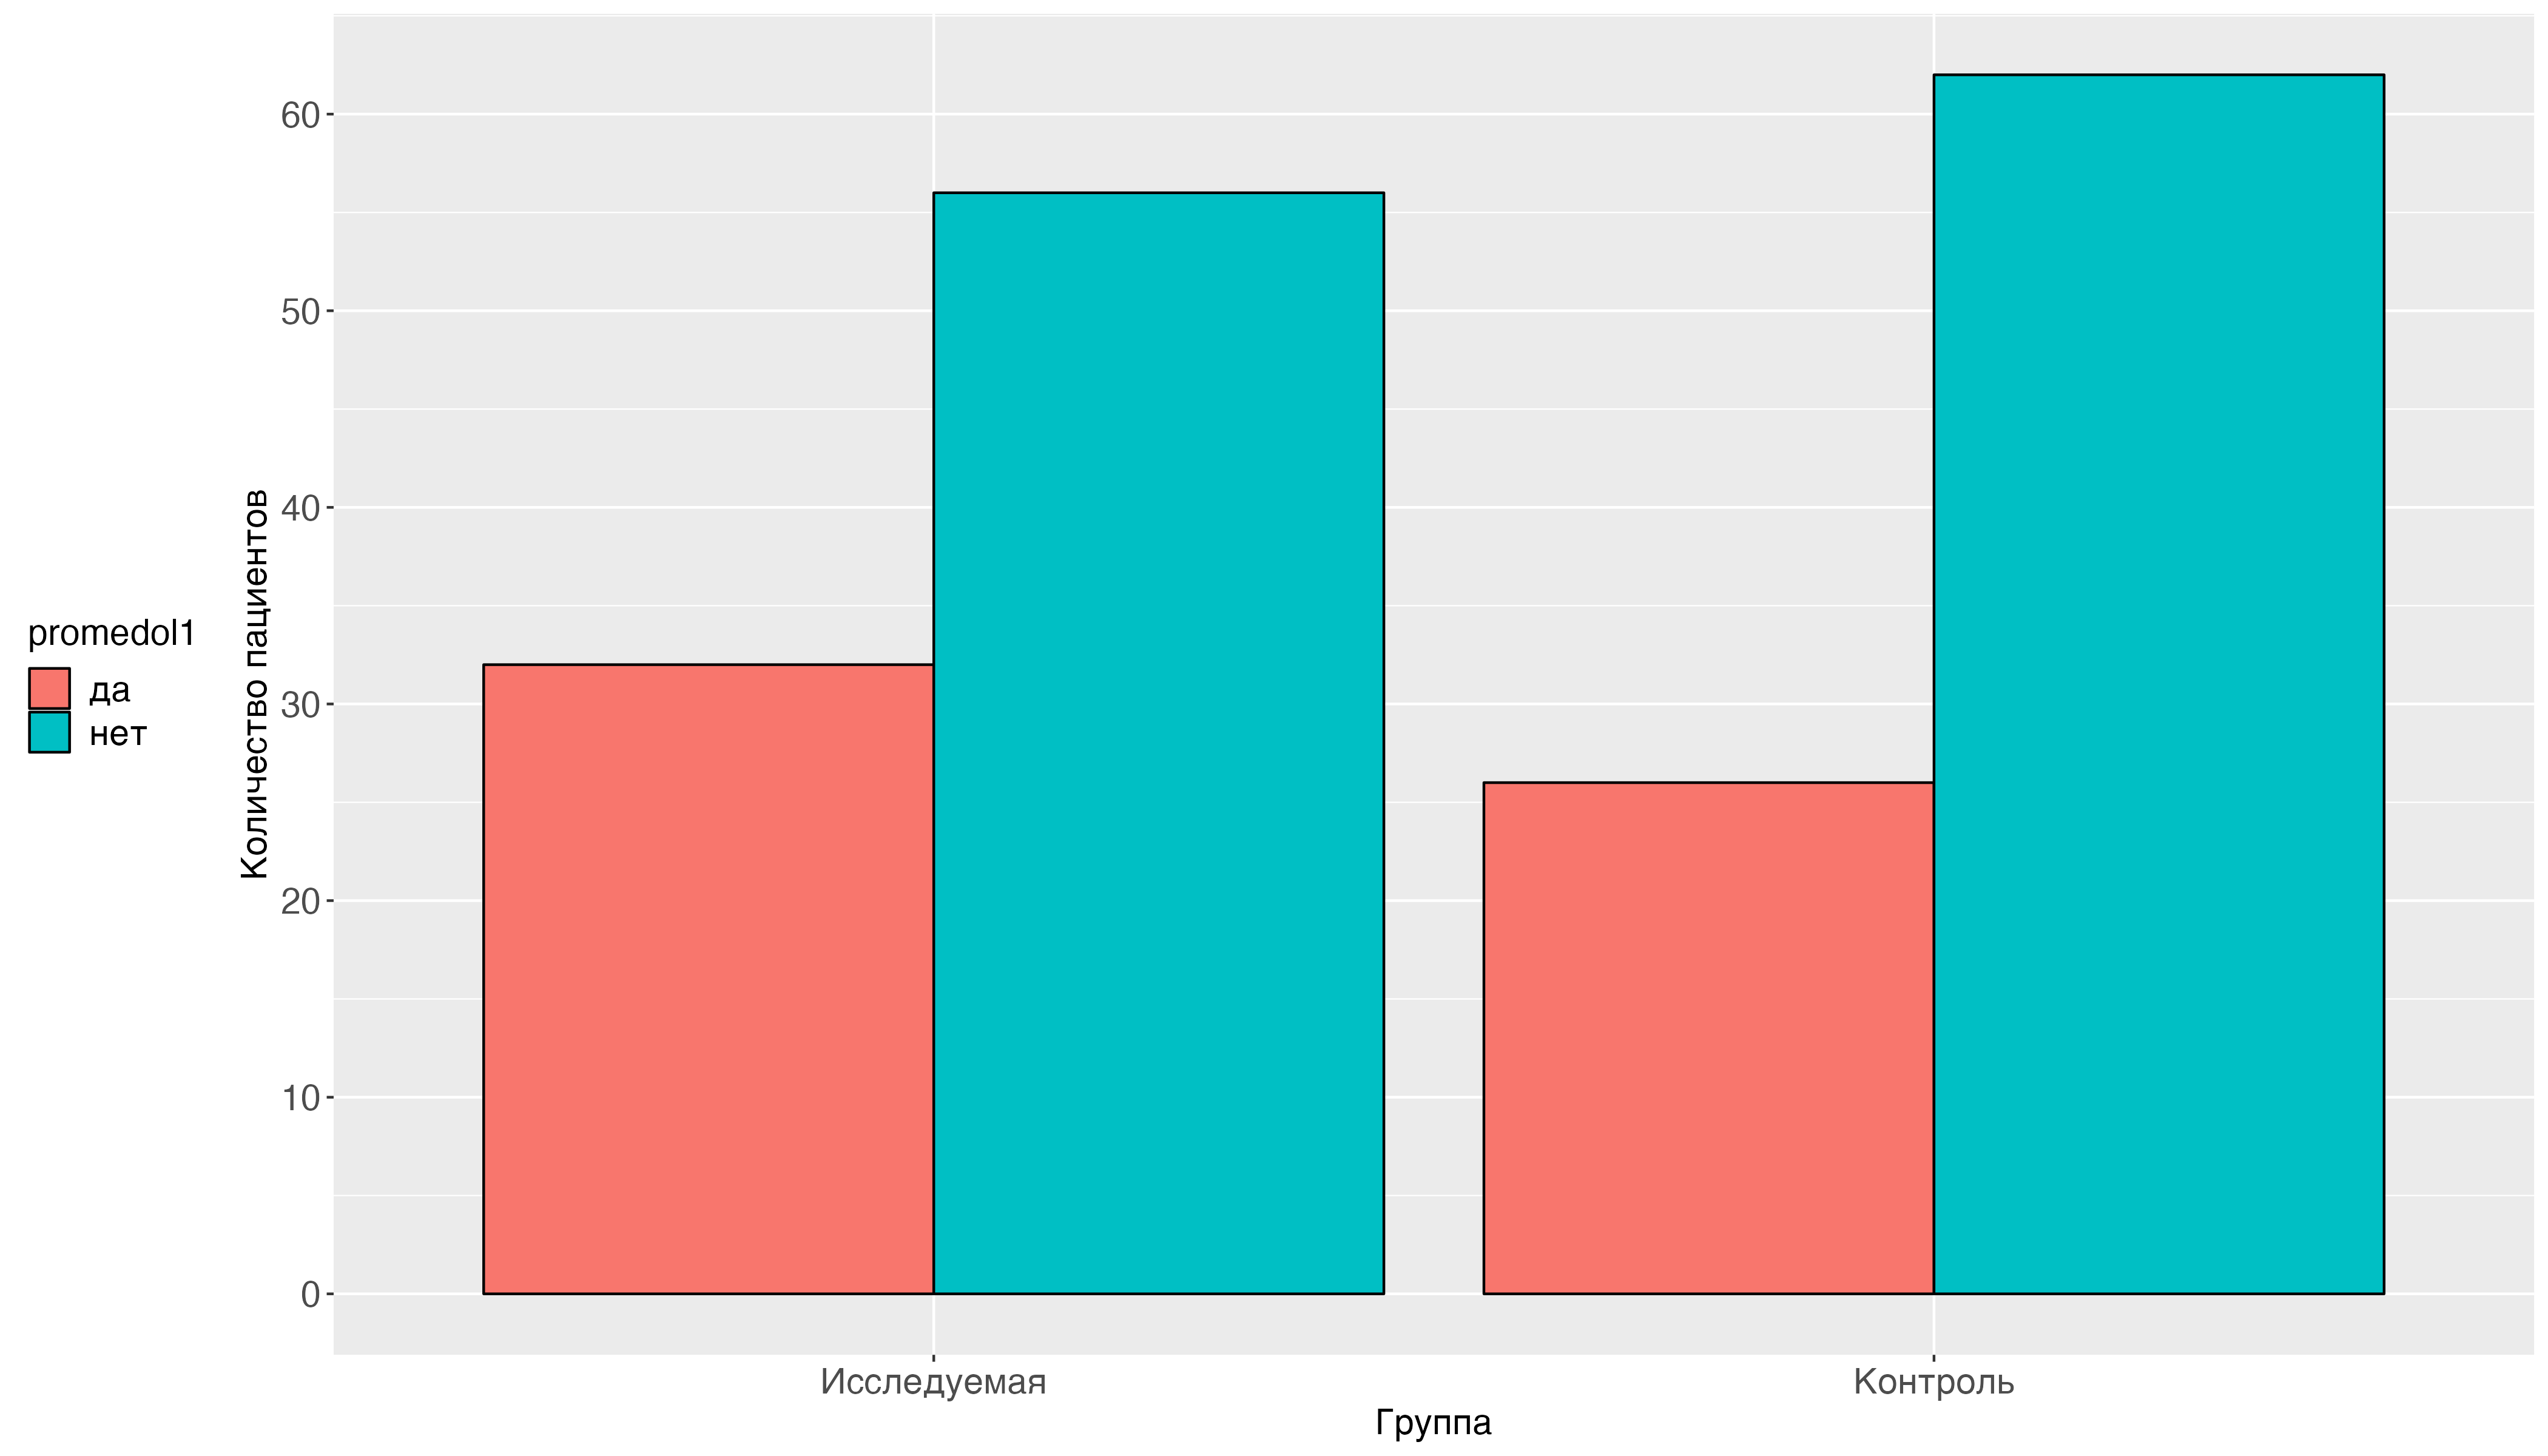 promedol1
да
нет
Количество пациентов
60
50
40
30
20
10
0
Исследуемая
Контроль
Группа